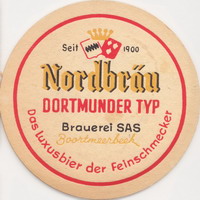 Seit 1900
Nordbräu
DORTMUNDER TYP
Brauerei SAS
Boortmeerbeek
Das Luxusbier der Feinschmecker